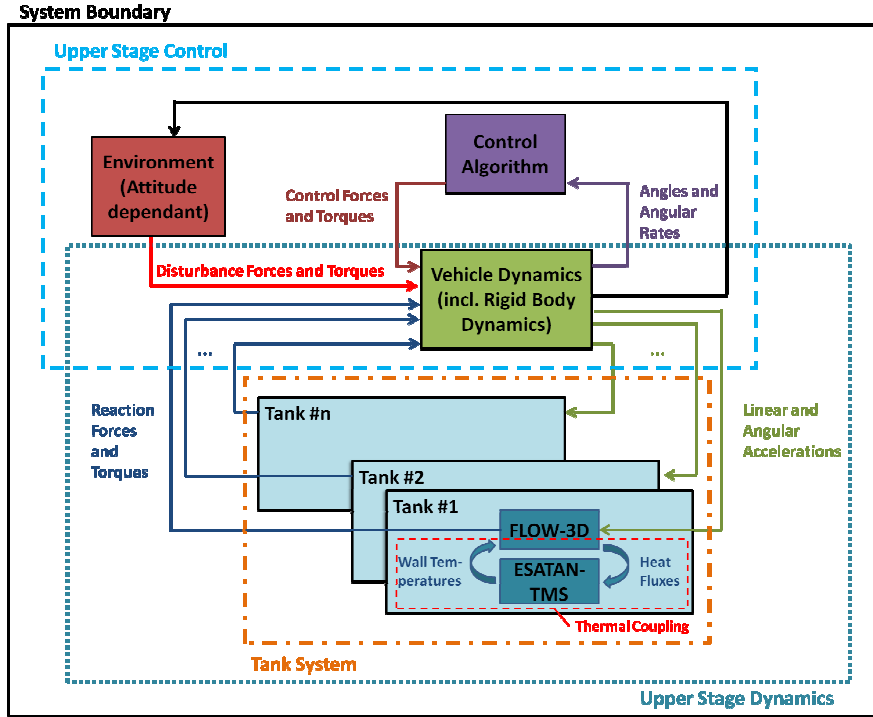 System Boundary
Upper Stage Control
Environment
(Attitude
dependant)
Control
Algorithm
Control Forces
and Torques
Angles and
Angular
Rates
Disturbance Forces and Torques
Vehicle Dynamics
(incl. Rigid Body
Dynamics)
...
...
Reaction
Forces
and
Torques
Linear and
Angular
Accelerations
Tank #n
Tank #2
Tank #1
FLOW-3D
Wall Tem-
peratures
ESATAN-
TMS
Heat
Fluxes
Thermal Coupling
Tank System
Upper Stage Dynamics